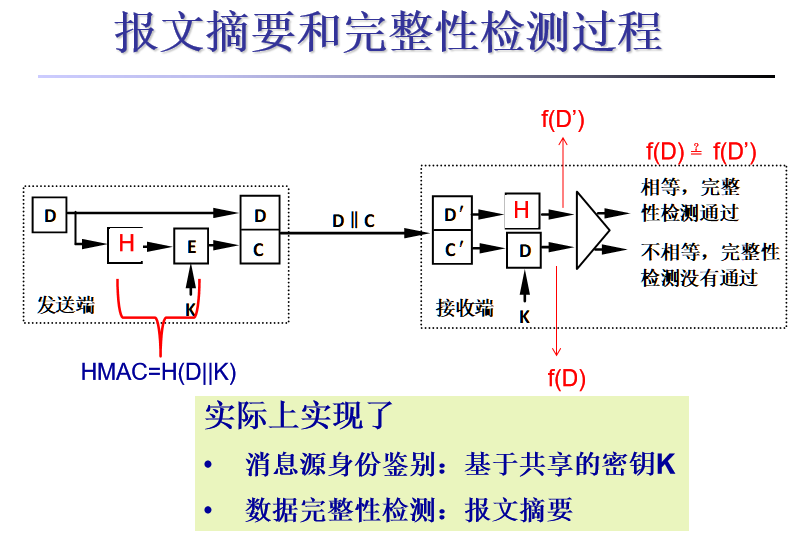 报文摘要和完整性检测过程
f(D’)
f(D) ≟ f(D’)
D
H
E
K
D
C
发送端
HMAC=H(D||K)
D ‖ C
D′
C′
H
D
K
接收端
相等，完整
性检测通过
不相等，完整性
检测没有通过
f(D)
实际上实现了
• 消息源身份鉴别：基于共享的密钥K
• 数据完整性检测：报文摘要